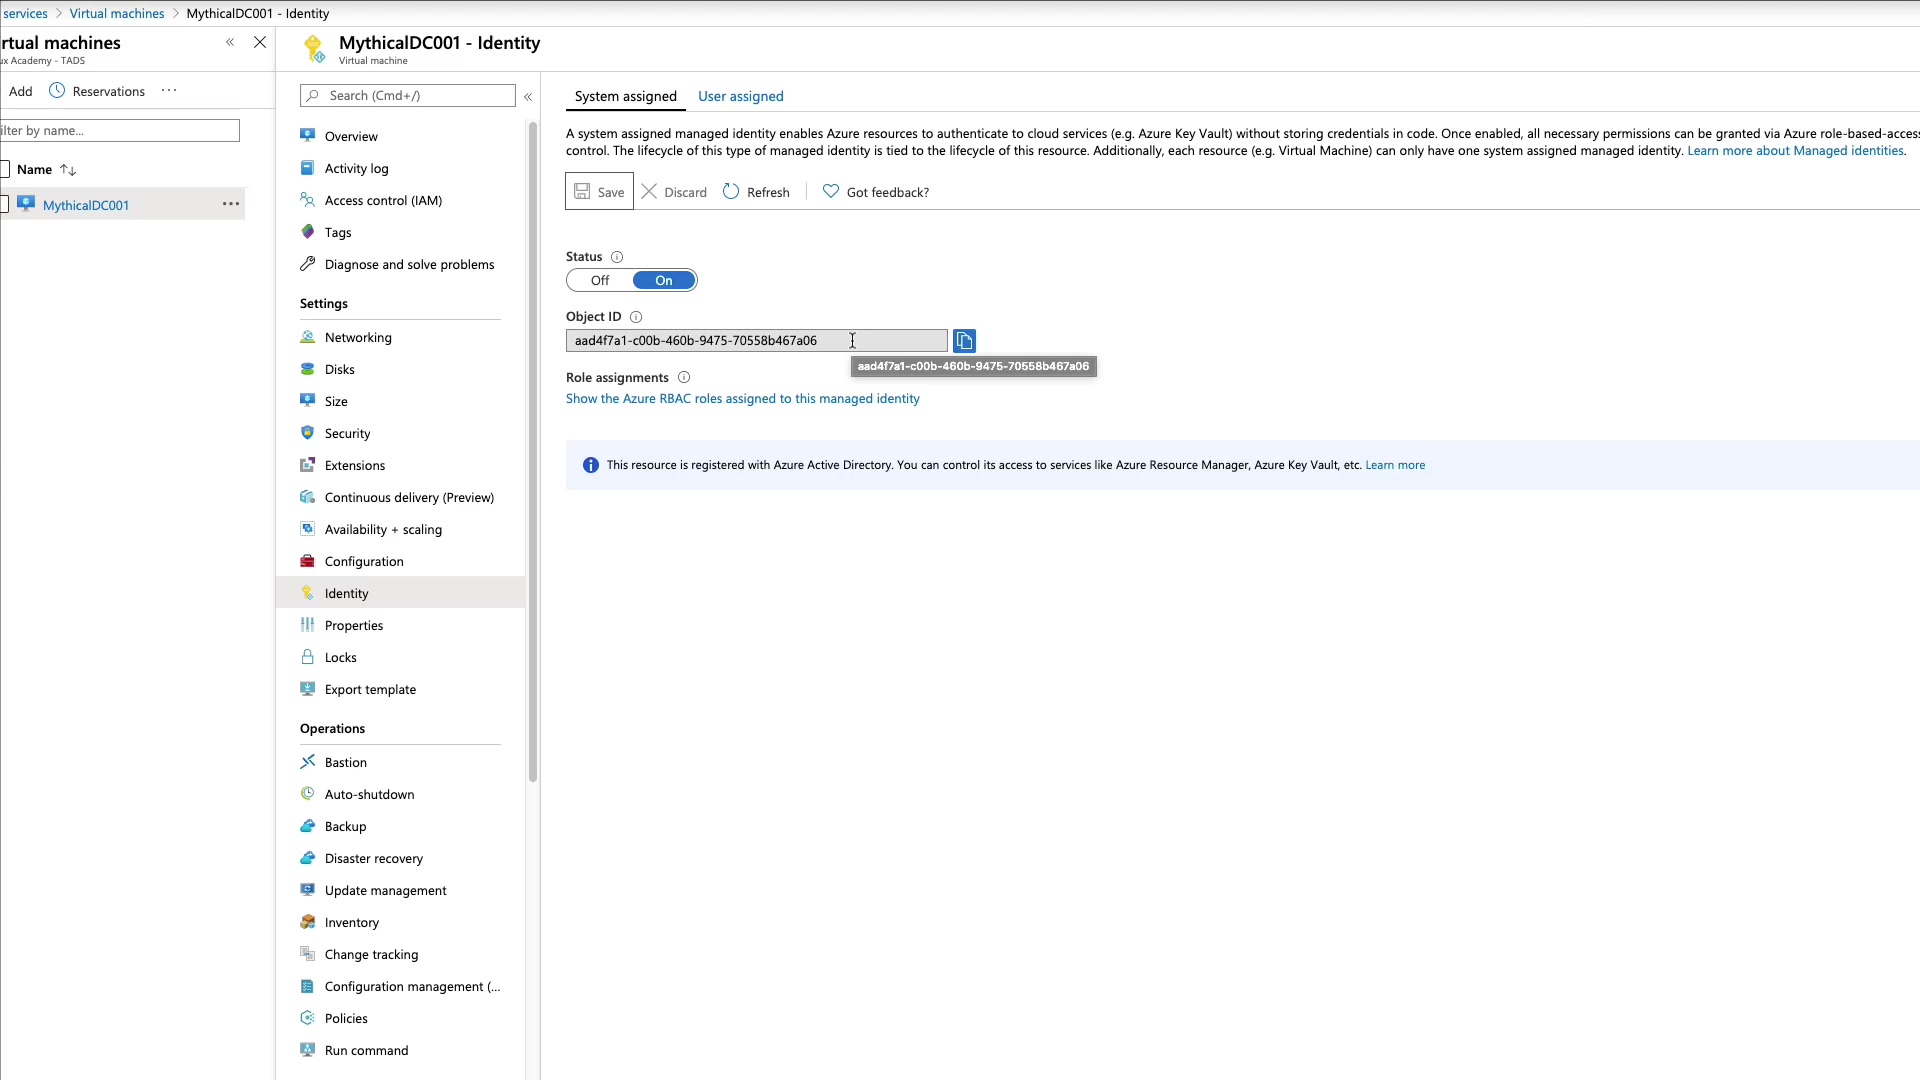 services > Virtual machines > MythicalDC001 - Identity
rtual machines
ux Academy - TADS
Add Reservations ...
ilter by name...
Name
MythicalDC001 ...
MythicalDC001 - Identity
Virtual machine
Search (Cmd+/)
Overview
Activity log
Access control (IAM)
Tags
Diagnose and solve problems
Settings
Networking
Disks
Size
Security
Extensions
Continuous delivery (Preview)
Availability + scaling
Configuration
Identity
Properties
Locks
Export template
Operations
Bastion
Auto-shutdown
Backup
Disaster recovery
Update management
Inventory
Change tracking
Configuration management (...
Policies
Run command
System assigned User assigned
A system assigned managed identity enables Azure resources to authenticate to cloud services (e.g. Azure Key Vault) without storing credentials in code. Once enabled, all necessary permissions can be granted via Azure role-based-access
control. The lifecycle of this type of managed identity is tied to the lifecycle of this resource. Additionally, each resource (e.g. Virtual Machine) can only have one system assigned managed identity. Learn more about Managed identities.
Save Discard Refresh Got feedback?
Status
Off On
Object ID
aad4f7a1-c00b-460b-9475-70558b467a06
aad4f7a1-c00b-460b-9475-70558b467a06
Role assignments
Show the Azure RBAC roles assigned to this managed identity
This resource is registered with Azure Active Directory. You can control its access to services like Azure Resource Manager, Azure Key Vault, etc. Learn more